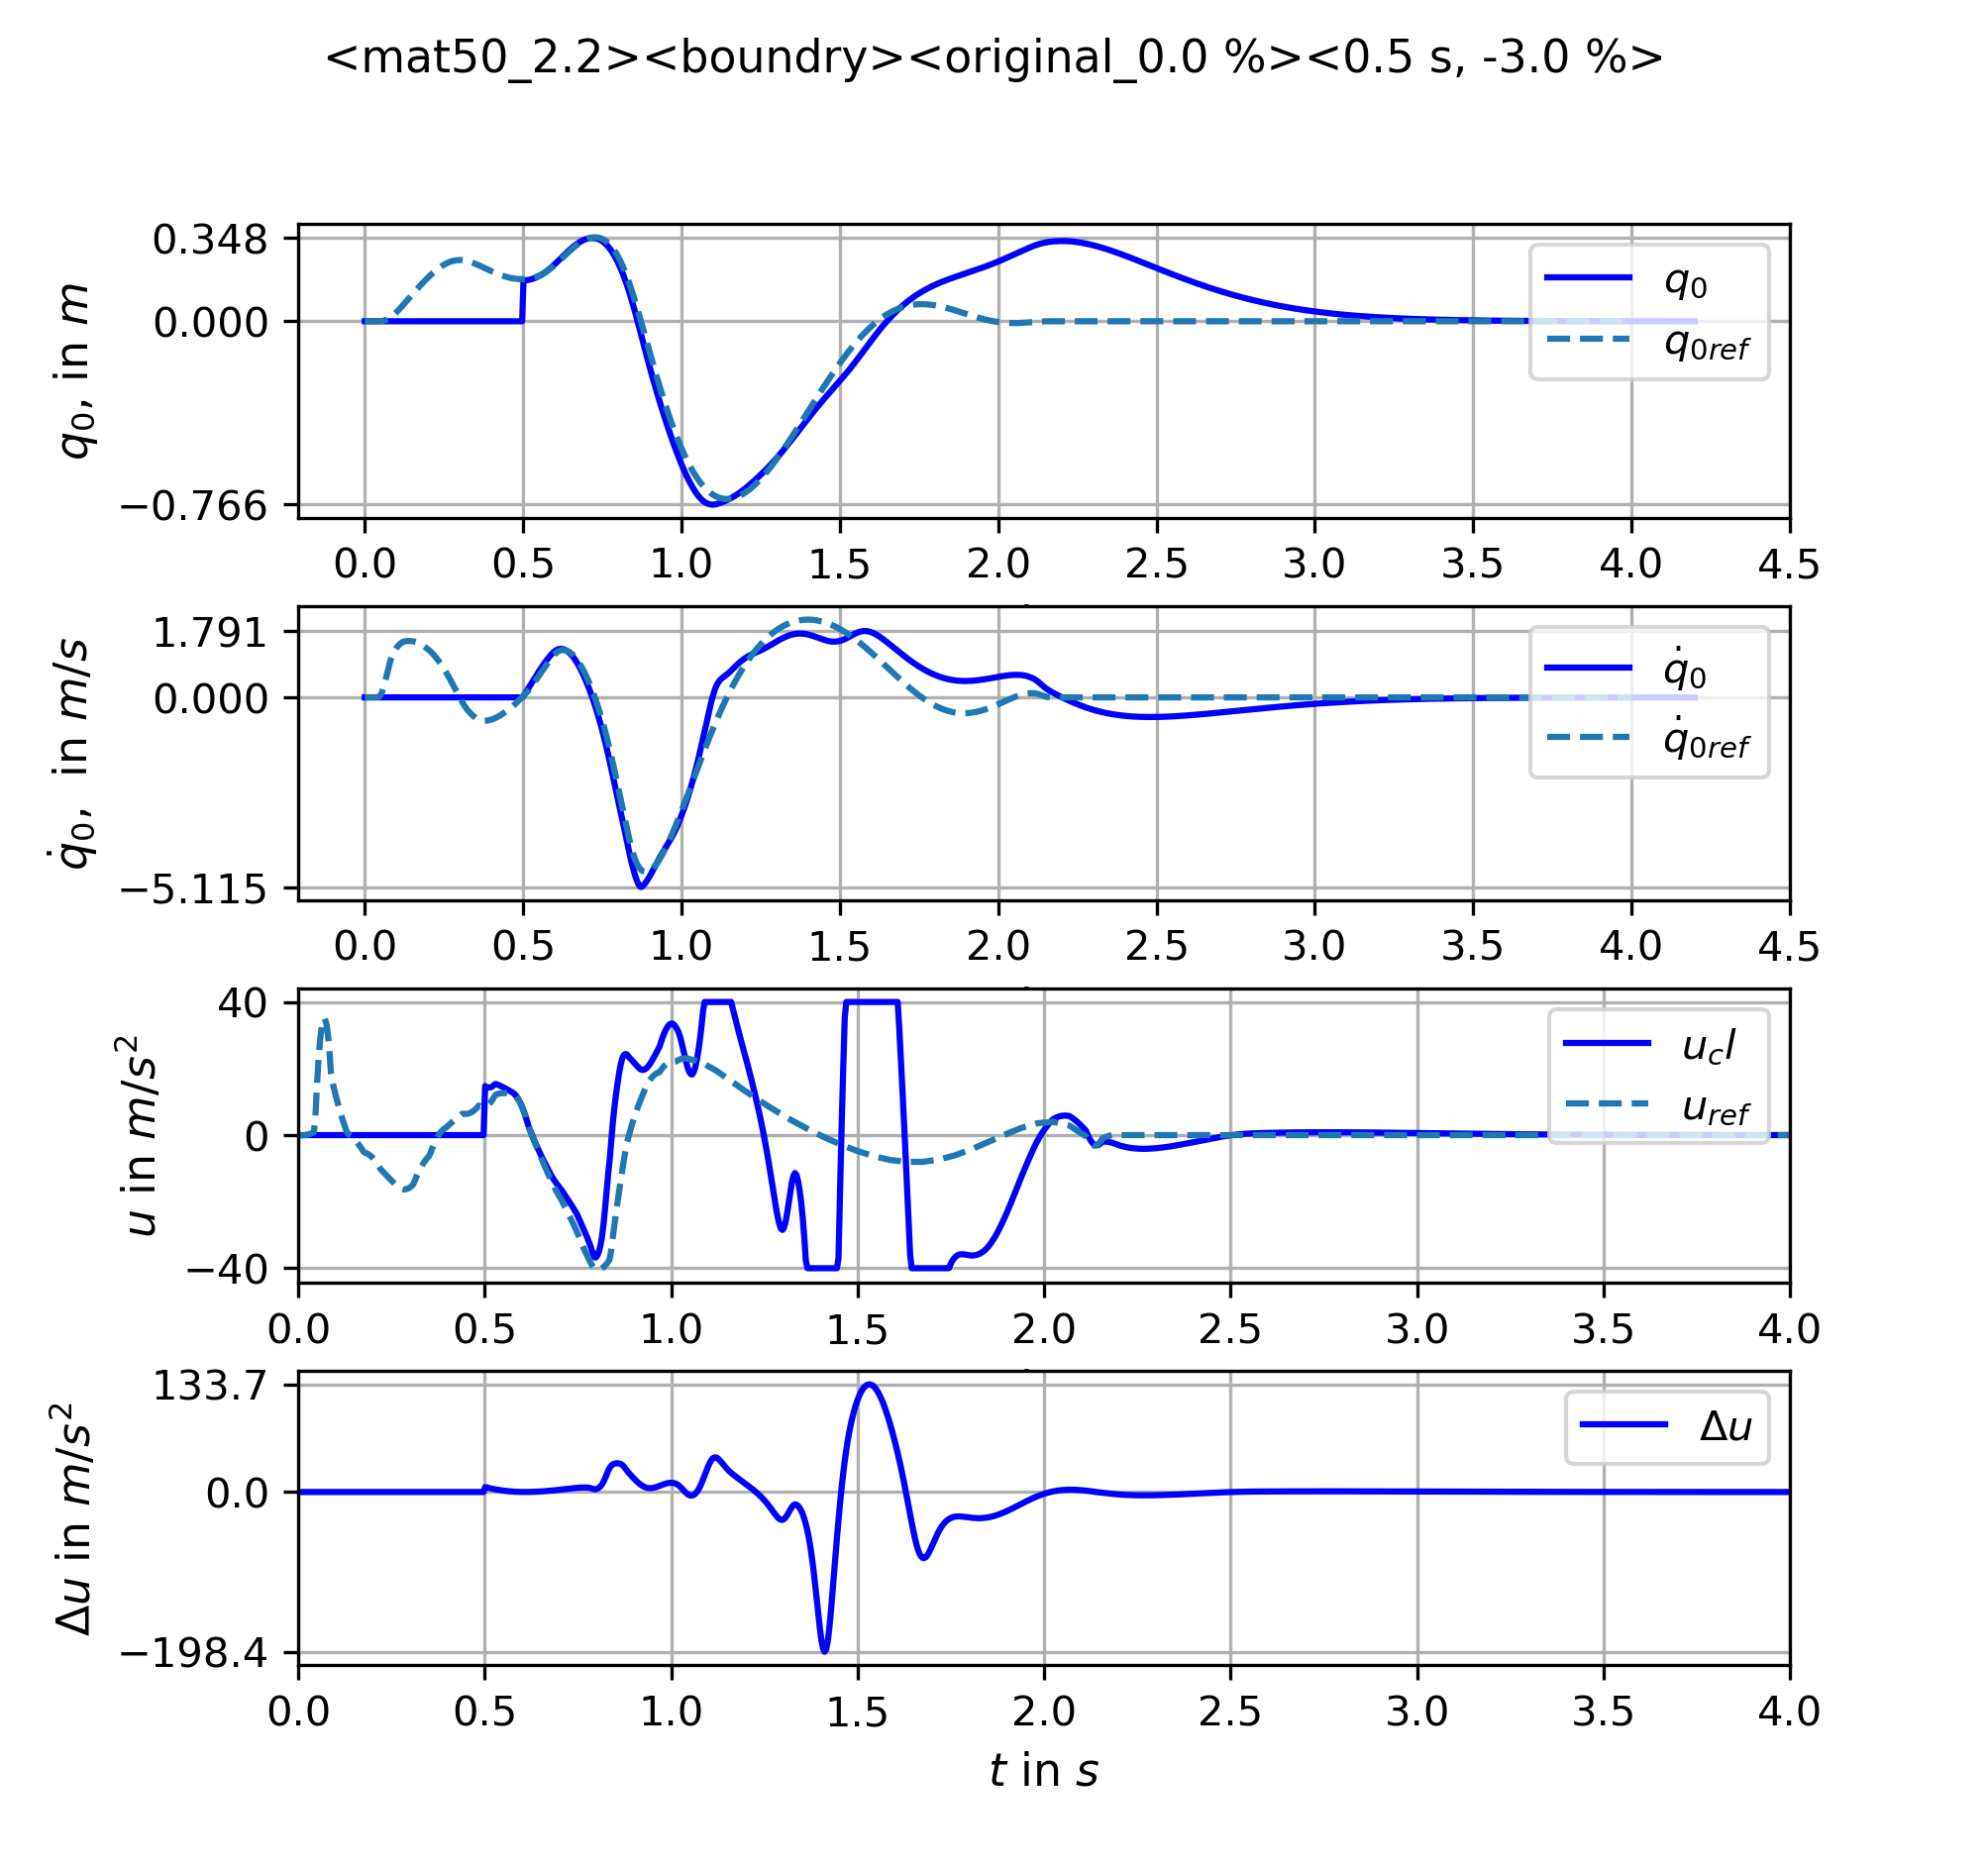 <mat50_2.2><boundry><original_0.0 %><0.5 s, -3.0 %>
q₀, in m
0.348
0.000
−0.766
q₀
q₀ref
0.0 0.5 1.0 1.5 2.0 2.5 3.0 3.5 4.0 4.5
q̇₀, in m/s
1.791
0.000
−5.115
q̇₀
q̇₀ref
0.0 0.5 1.0 1.5 2.0 2.5 3.0 3.5 4.0 4.5
u in m/s²
40
0
−40
u_cl
u_ref
0.0 0.5 1.0 1.5 2.0 2.5 3.0 3.5 4.0
Δu in m/s²
133.7
0.0
−198.4
Δu
0.0 0.5 1.0 1.5 2.0 2.5 3.0 3.5 4.0
t in s